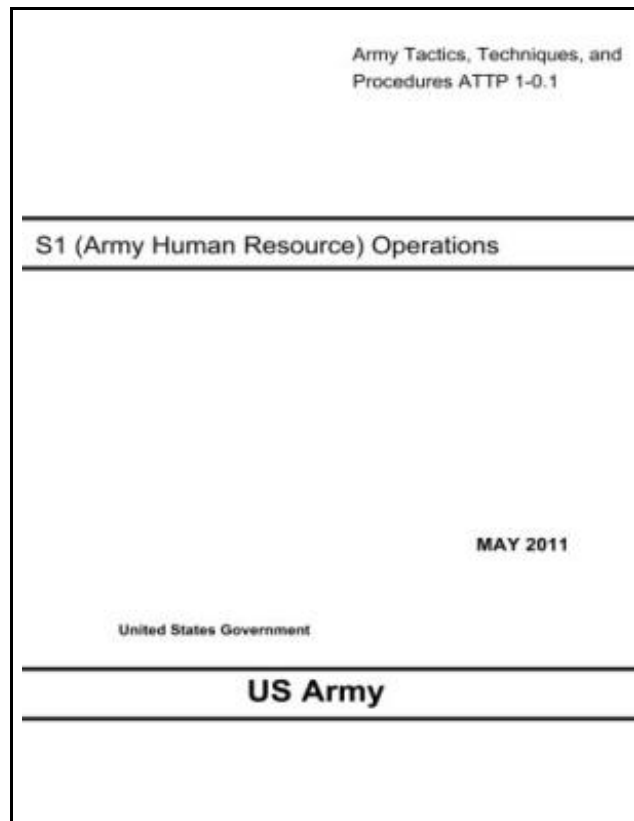 Army Tactics, Techniques, and
Procedures ATTP 1-0.1
S1 (Army Human Resource) Operations
MAY 2011
United States Government
US Army